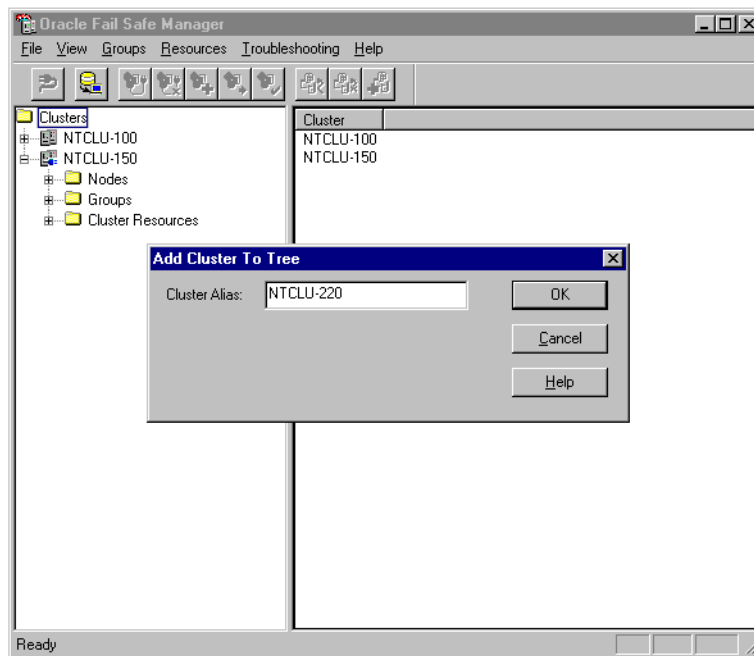 Oracle Fail Safe Manager
File View Groups Resources Troubleshooting Help
Clusters
NTCLU-100
NTCLU-150
Nodes
Groups
Cluster Resources
Cluster
NTCLU-100
NTCLU-150
Add Cluster To Tree
Cluster Alias: NTCLU-220
OK
Cancel
Help
Ready